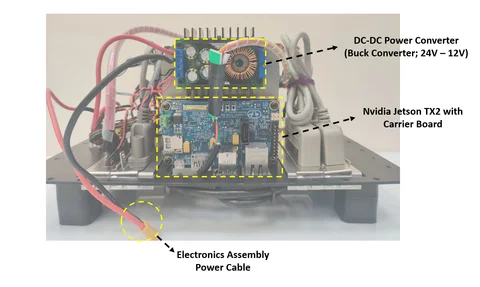 DC-DC Power Converter
(Buck Converter; 24V – 12V)
Nvidia Jetson TX2 with
Carrier Board
Electronics Assembly
Power Cable